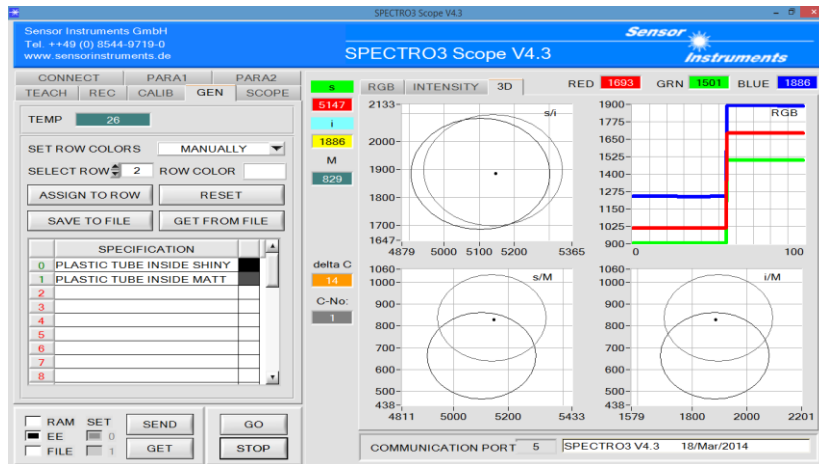 SPECTRO3 Scope V4.3
Sensor Instruments GmbH
Tel. ++49 (0) 8544-9719-0
www.sensorinstruments.de
SPECTRO3 Scope V4.3
Sensor
Instruments
CONNECT PARA1 PARA2
TEACH REC CALIB GEN SCOPE
TEMP 26
SET ROW COLORS MANUALLY
SELECT ROW 2 ROW COLOR
ASSIGN TO ROW RESET
SAVE TO FILE GET FROM FILE
SPECIFICATION
0 PLASTIC TUBE INSIDE SHINY
1 PLASTIC TUBE INSIDE MATT
2
3
4
5
6
7
8
RAM SET
EE 0
FILE 1
SEND GO
GET STOP
s
5147
i
1886
M
829
delta C
14
C-No:
1
RGB INTENSITY 3D RED 1693 GRN 1501 BLUE 1886
s/i
2133-
2000-
1900-
1800-
1700-
1647-
4879 5000 5100 5200 5365
RGB
1900-
1775-
1650-
1525-
1400-
1275-
1150-
1025-
900-
0 100
s/M
1060-
1000-
900-
800-
700-
600-
500-
438-
4811 5000 5200 5433
i/M
1060-
1000-
900-
800-
700-
600-
500-
438-
1579 1800 2000 2201
COMMUNICATION PORT 5 SPECTRO3 V4.3 18/Mar/2014